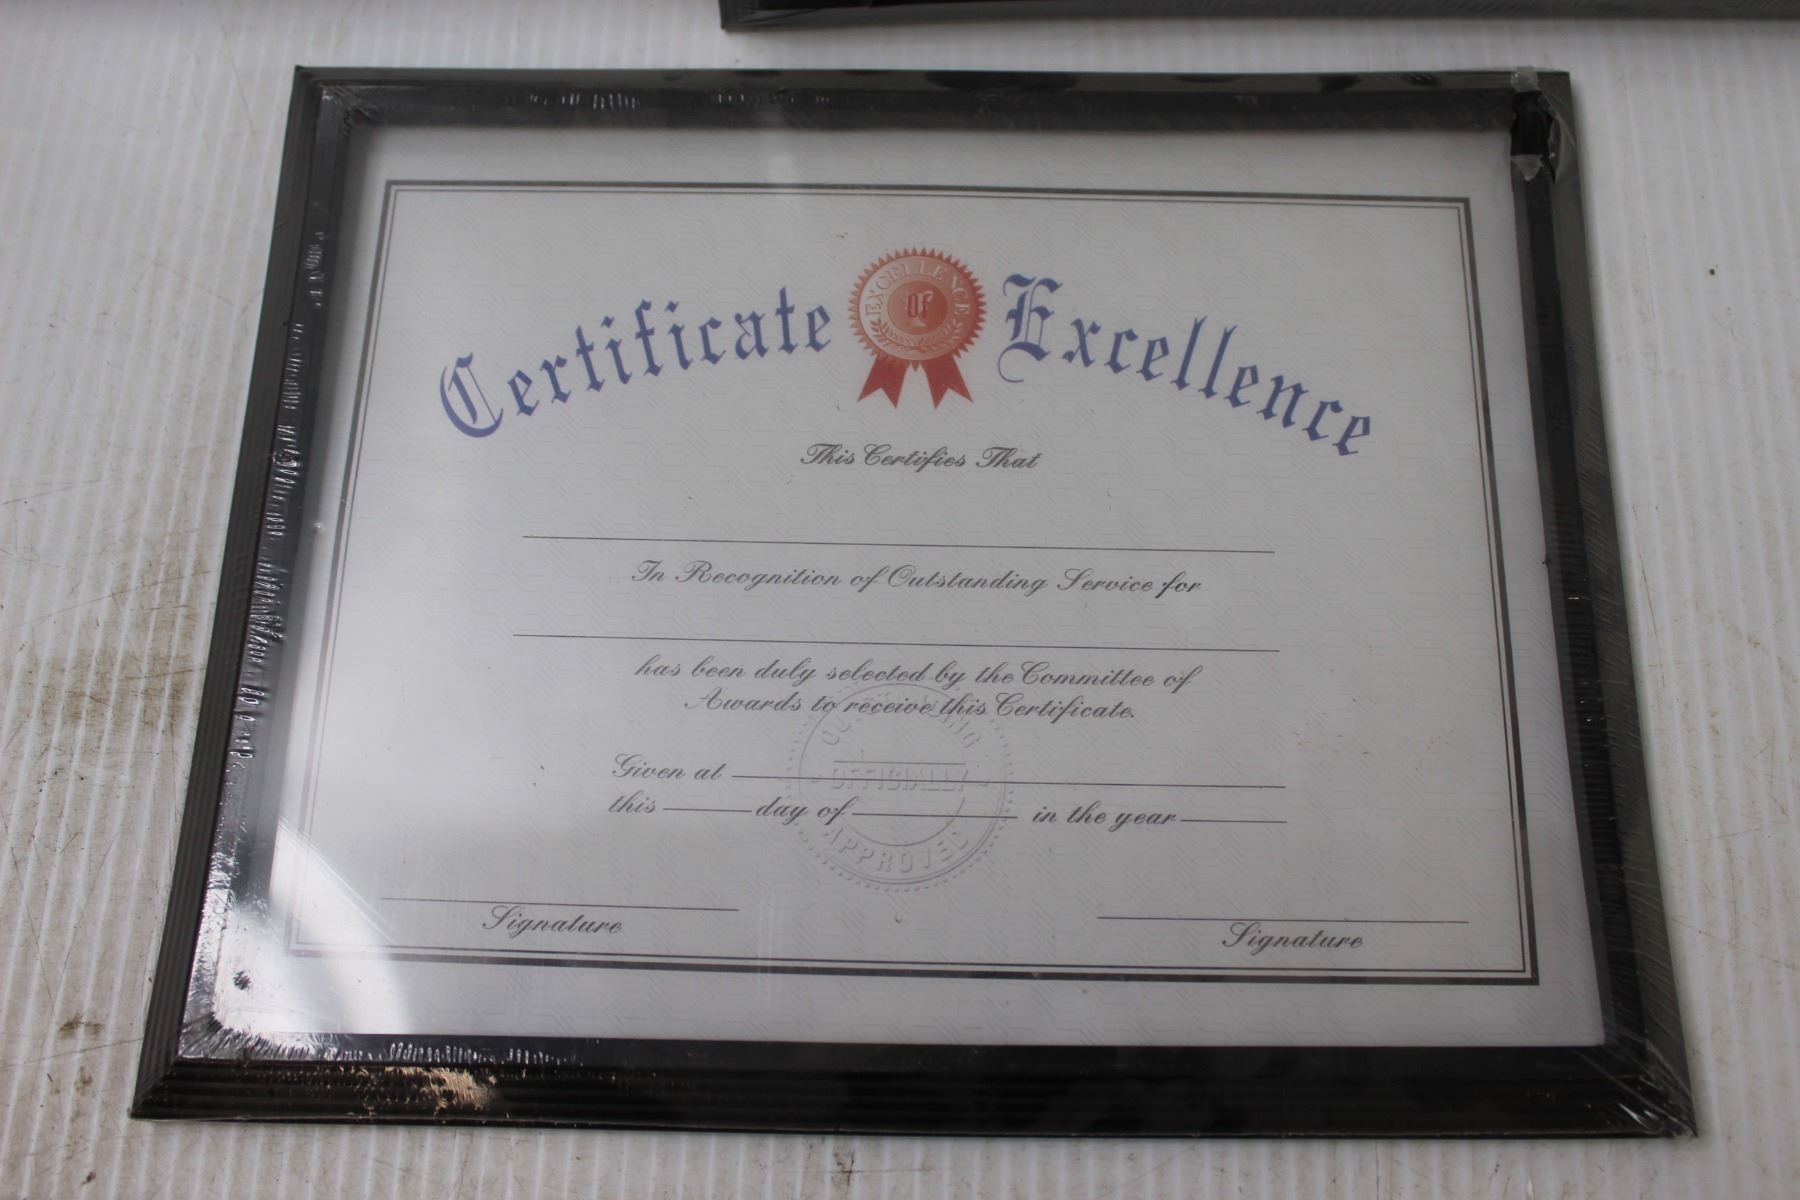 Certificate of Excellence
EXCELLENCE
This Certifies That
In Recognition of Outstanding Service for
has been duly selected by the Committee of
Awards to receive this Certificate.
Given at
this day of in the year
OFFICIALLY
APPROVED
Signature Signature